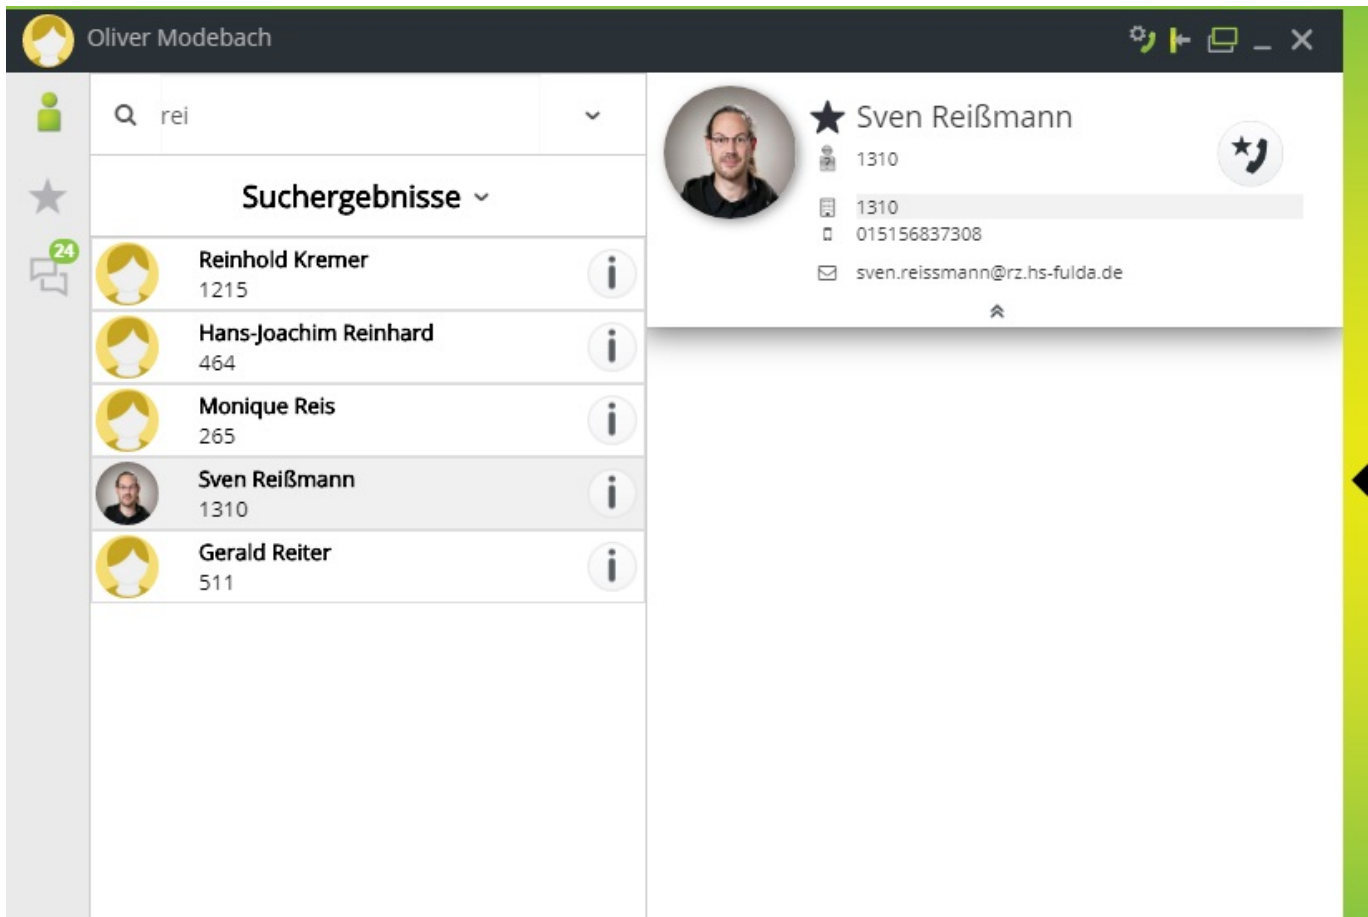 Oliver Modebach
rei
Suchergebnisse
24
Reinhold Kremer
1215
Hans-Joachim Reinhard
464
Monique Reis
265
Sven Reißmann
1310
Gerald Reiter
511
Sven Reißmann
1310
1310
015156837308
sven.reissmann@rz.hs-fulda.de